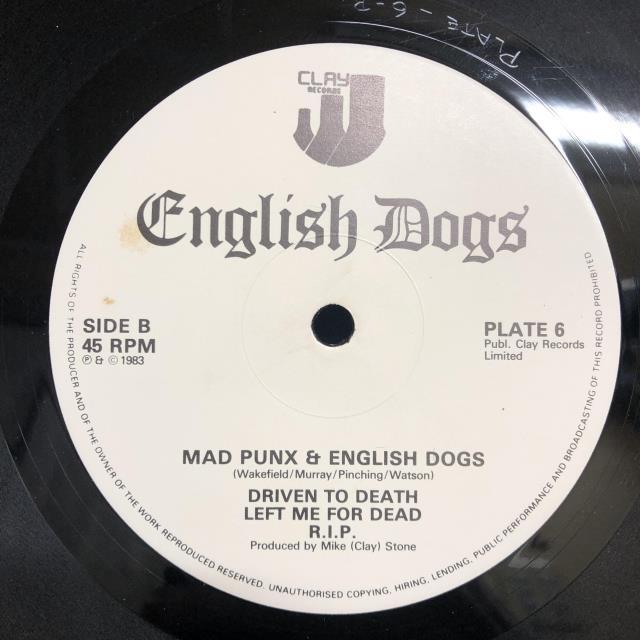 PLATE - 6 - B
CLAY
RECORDS
English Dogs
SIDE B
45 RPM
℗ & © 1983
PLATE 6
Publ. Clay Records
Limited
MAD PUNX & ENGLISH DOGS
(Wakefield/Murray/Pinching/Watson)
DRIVEN TO DEATH
LEFT ME FOR DEAD
R.I.P.
Produced by Mike (Clay) Stone
ALL RIGHTS OF THE PRODUCER AND OF THE OWNER OF THE WORK REPRODUCED RESERVED. UNAUTHORISED COPYING, HIRING, LENDING, PUBLIC PERFORMANCE AND BROADCASTING OF THIS RECORD PROHIBITED